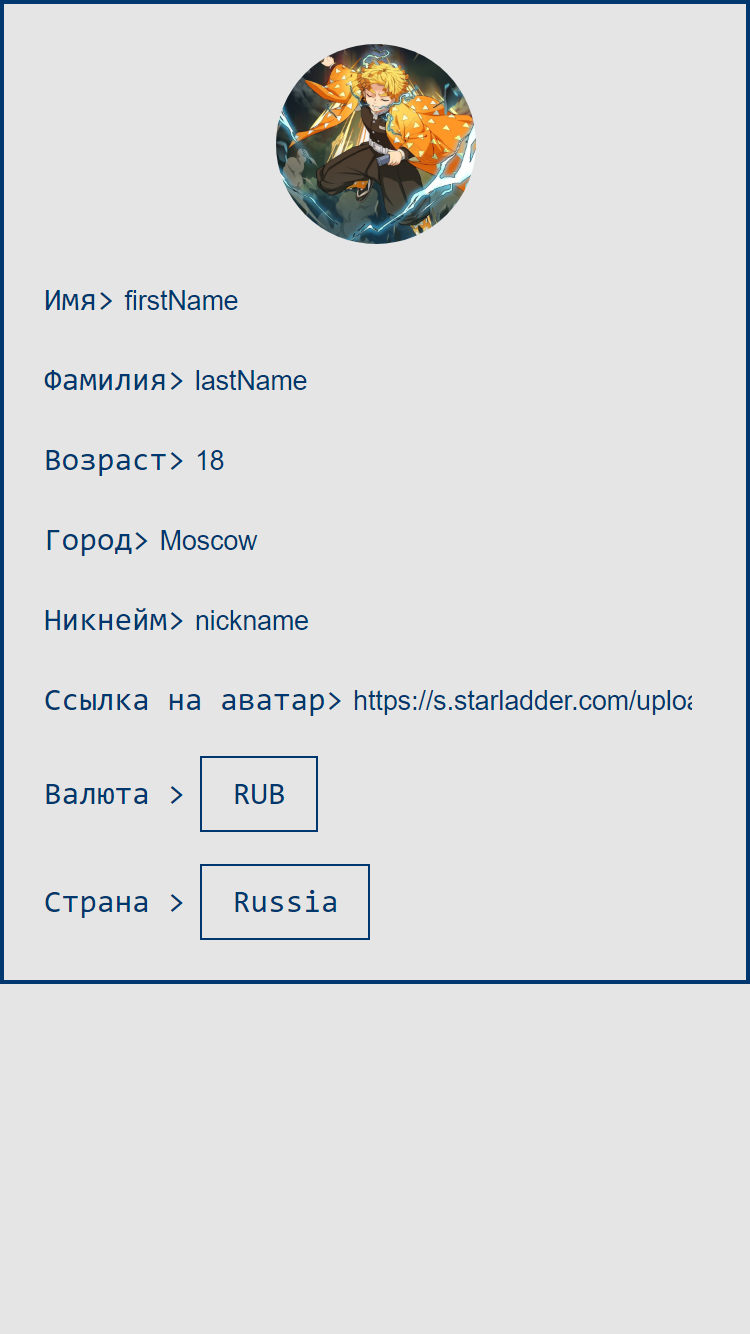 Имя> firstName
Фамилия> lastName
Возраст> 18
Город> Moscow
Никнейм> nickname
Ссылка на аватар> https://s.starladder.com/uploa
Валюта > RUB
Страна > Russia